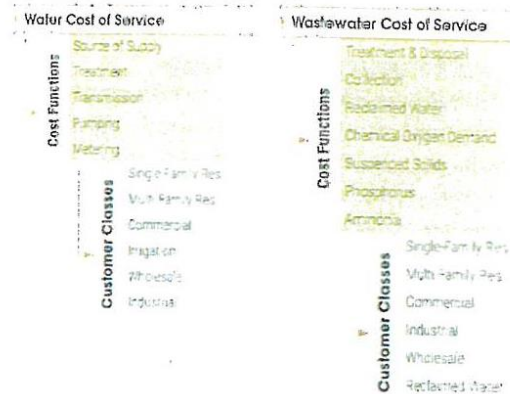 Water Cost of Service
Cost Functions
Source of Supply
Treatment
Transmission
Pumping
Metering
Customer Classes
Single-Family Res
Multi-Family Res
Commercial
Irrigation
Wholesale
Industrial
Wastewater Cost of Service
Cost Functions
Treatment & Disposal
Collection
Reclaimed Water
Chemical Oxygen Demand
Suspended Solids
Phosphorus
Ammonia
Customer Classes
Single-Family Res
Multi-Family Res
Commercial
Industrial
Wholesale
Reclaimed Water